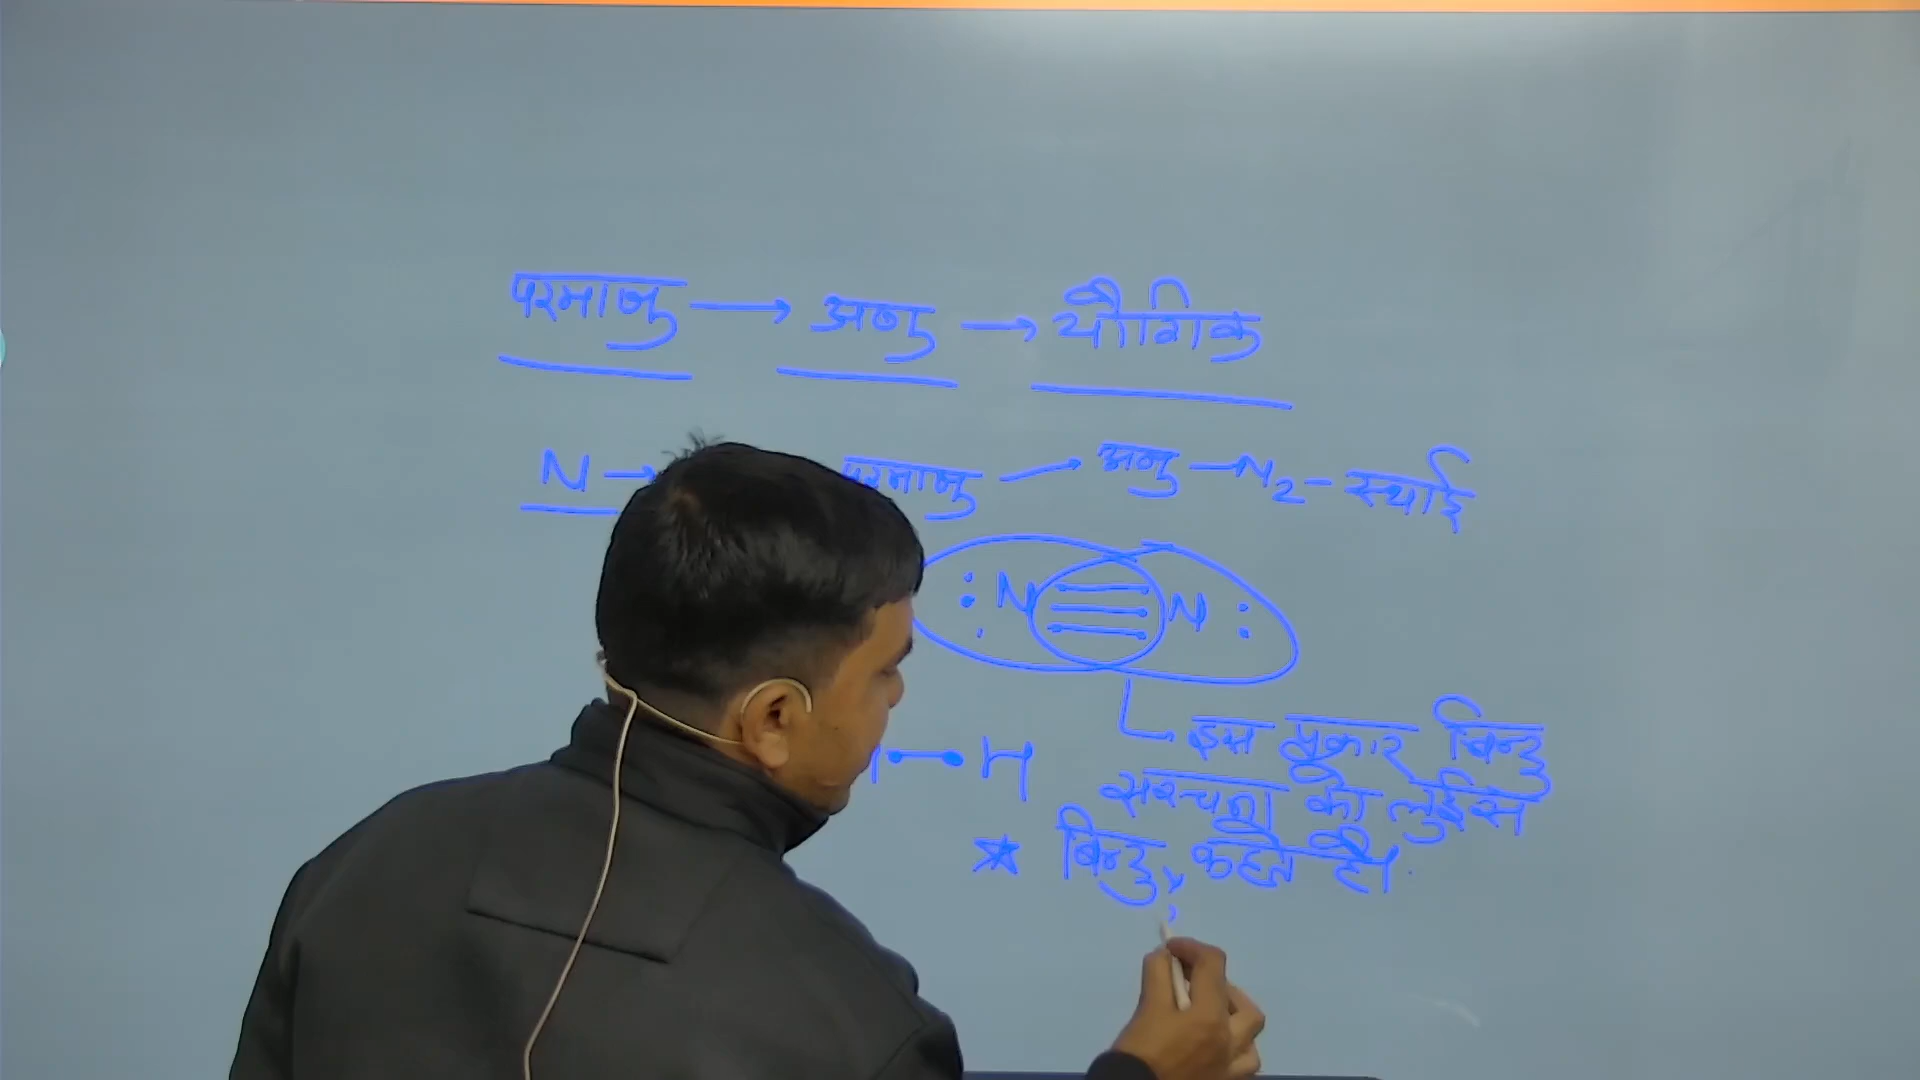 परमाणु → अणु → यौगिक
N → परमाणु → अणु → N₂ - स्थाई
: N ≡ N :
— H
इस प्रकार बिन्दु
संरचना को लुईस
★ बिन्दु कहते है।